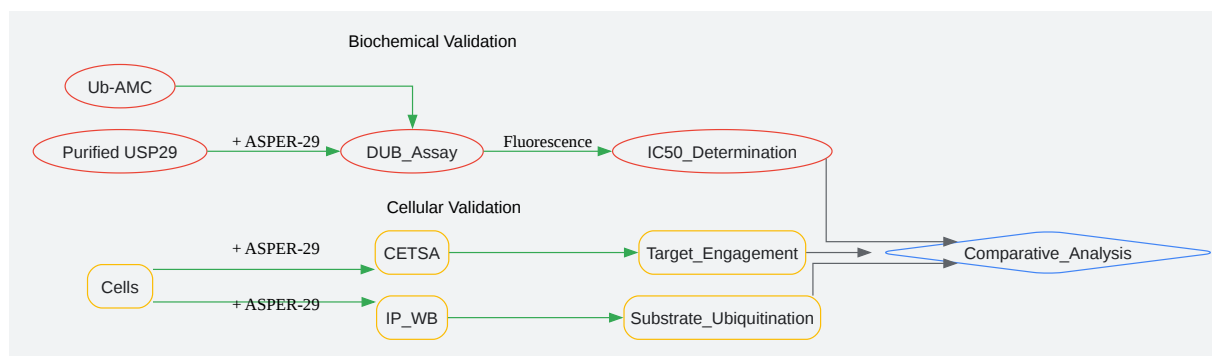 Biochemical Validation
Ub-AMC
Purified USP29
+ ASPER-29
DUB_Assay
Fluorescence
IC50_Determination
Cellular Validation
Cells
+ ASPER-29
CETSA
Target_Engagement
Comparative_Analysis
+ ASPER-29
IP_WB
Substrate_Ubiquitination